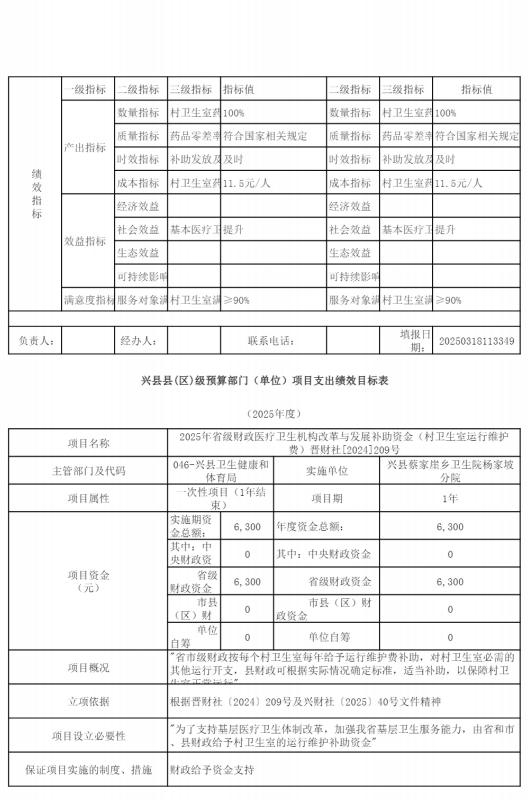 一级指标 二级指标 三级指标 指标值 二级指标 三级指标 指标值
绩效指标
产出指标
数量指标 村卫生室药 100% 数量指标 村卫生室药 100%
质量指标 药品零差率 符合国家相关规定 质量指标 药品零差率 符合国家相关规定
时效指标 补助发放及 及时 时效指标 补助发放及 及时
成本指标 村卫生室药 11.5元/人 成本指标 村卫生室药 11.5元/人
效益指标
经济效益 经济效益
社会效益 基本医疗卫 提升 社会效益 基本医疗卫 提升
生态效益 生态效益
可持续影响 可持续影响
满意度指标 服务对象满 村卫生室满 ≥90% 服务对象满 村卫生室满 ≥90%
负责人： 经办人： 联系电话： 填报日期： 20250318113349
兴县县(区)级预算部门（单位）项目支出绩效目标表
（2025年度）
项目名称 2025年省级财政医疗卫生机构改革与发展补助资金（村卫生室运行维护
费）晋财社[2024]209号
主管部门及代码 046-兴县卫生健康和体育局 实施单位 兴县蔡家崖乡卫生院杨家坡分院
项目属性 一次性项目（1年结束） 项目期 1年
项目资金
（元）
实施期资金总额： 6,300 年度资金总额： 6,300
其中：中央财政资 0 其中：中央财政资金 0
省级财政资金 6,300 省级财政资金 6,300
市县（区）财 0 市县（区）财政资金 0
单位自筹 0 单位自筹 0
项目概况 "省市级财政按每个村卫生室每年给予运行维护费补助，对村卫生室必需的
其他运行开支，县财政可根据实际情况确定标准，适当补助，以保障村卫
生室正常运行"
立项依据 根据晋财社〔2024〕209号及兴财社〔2025〕40号文件精神
项目设立必要性 "为了支持基层医疗卫生体制改革，加强我省基层卫生服务能力，由省和市
、县财政给予村卫生室的运行维护补助资金"
保证项目实施的制度、措施 财政给予资金支持